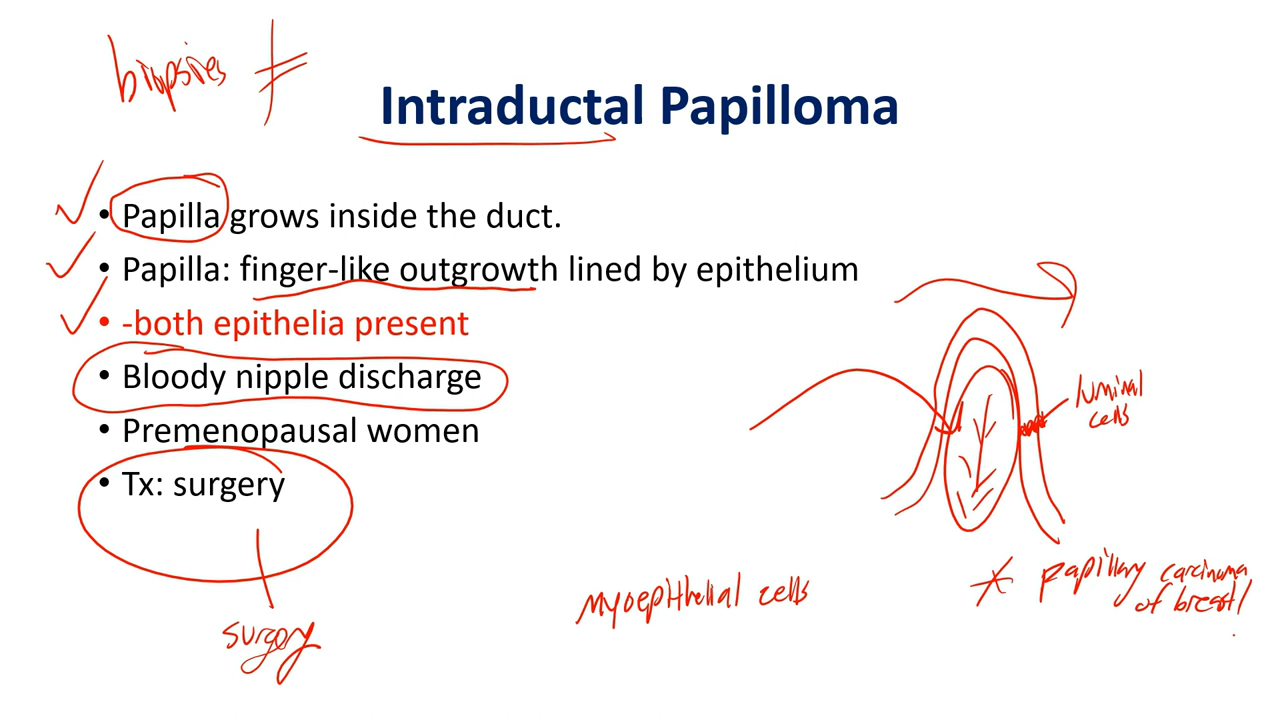 biopsies
Intraductal Papilloma
• Papilla grows inside the duct.
• Papilla: finger-like outgrowth lined by epithelium
• -both epithelia present
• Bloody nipple discharge
• Premenopausal women
• Tx: surgery
luminal
cells
surgery
myoepithelial cells
papillary carcinoma
of breast